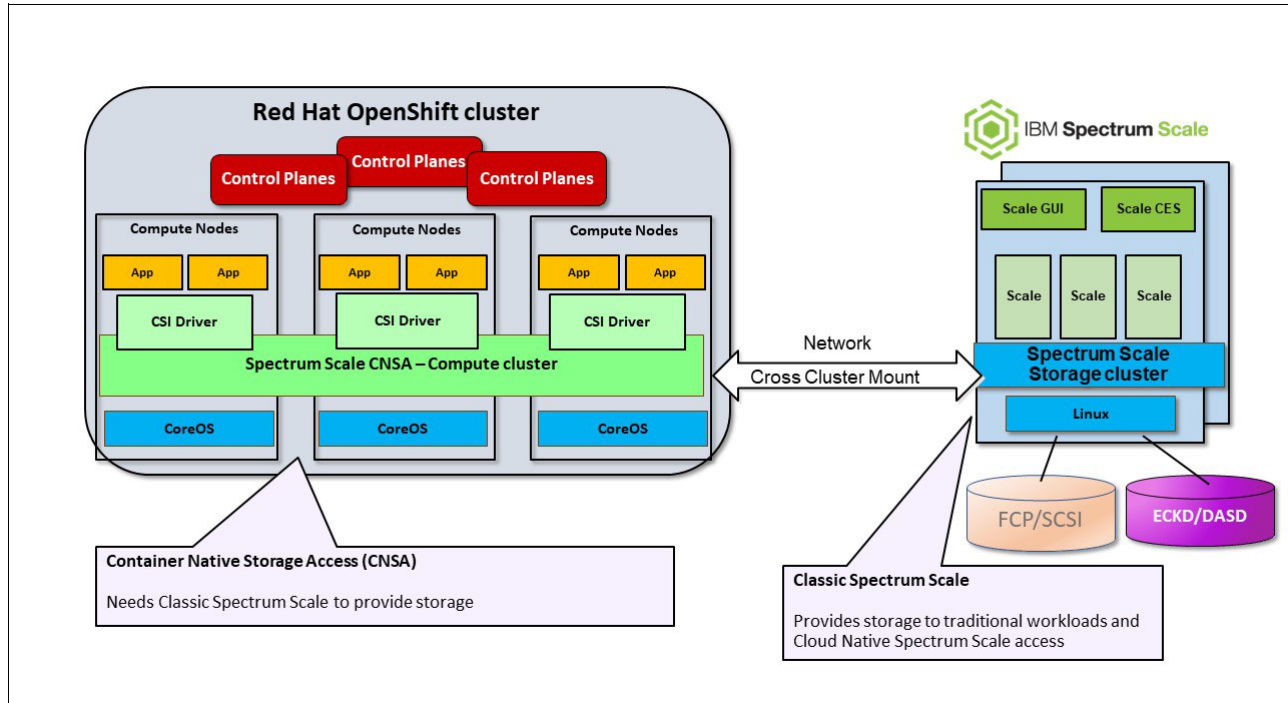 Red Hat OpenShift cluster
Control Planes
Control Planes
Control Planes
Compute Nodes
App
App
CSI Driver
Compute Nodes
App
App
CSI Driver
Compute Nodes
App
App
CSI Driver
Spectrum Scale CNSA – Compute cluster
CoreOS
CoreOS
CoreOS
Container Native Storage Access (CNSA)
Needs Classic Spectrum Scale to provide storage
Network
Cross Cluster Mount
IBM Spectrum Scale
Scale GUI
Scale CES
Scale
Scale
Scale
Spectrum Scale
Storage cluster
Linux
FCP/SCSI
ECKD/DASD
Classic Spectrum Scale
Provides storage to traditional workloads and
Cloud Native Spectrum Scale access